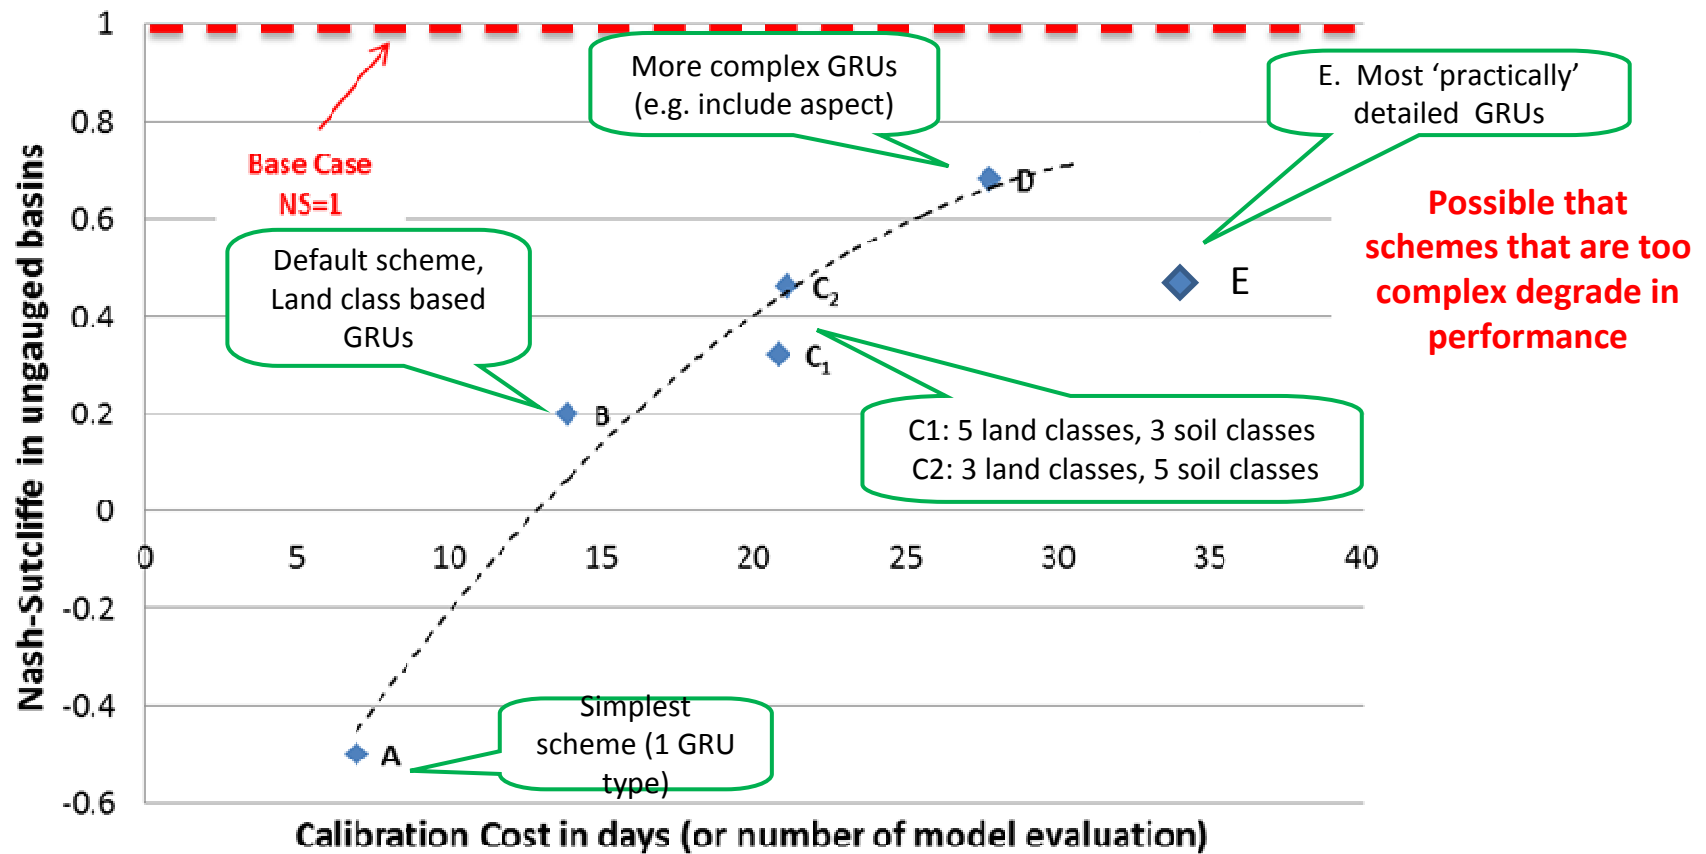 1
0.8
0.6
0.4
0.2
0
-0.2
-0.4
-0.6
Nash-Sutcliffe in ungauged basins
0 5 10 15 20 25 30 35 40
Calibration Cost in days (or number of model evaluation)
Base Case
NS=1
More complex GRUs
(e.g. include aspect)
E. Most ‘practically’
detailed GRUs
Possible that
schemes that are too
complex degrade in
performance
Default scheme,
Land class based
GRUs
D
E
C2
C1
B
C1: 5 land classes, 3 soil classes
C2: 3 land classes, 5 soil classes
A
Simplest
scheme (1 GRU
type)